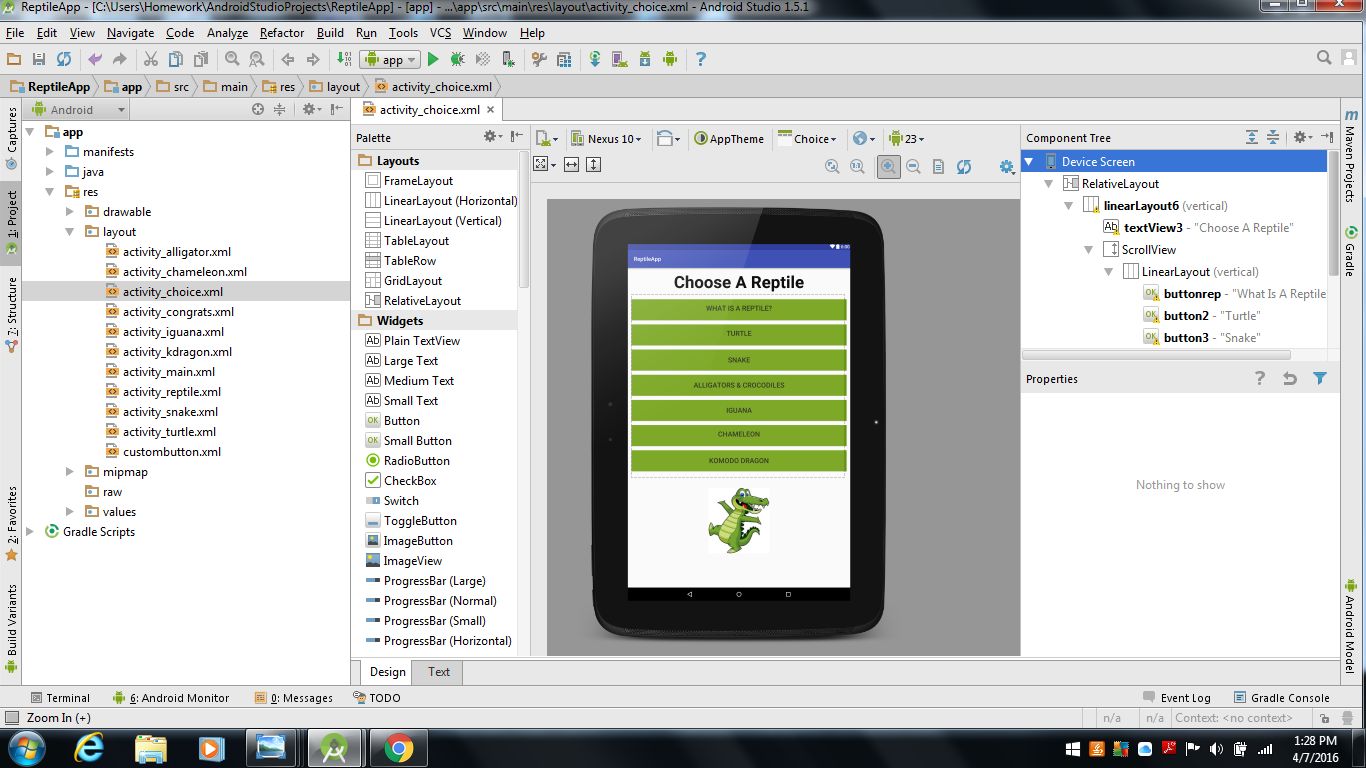 ReptileApp - [C:\Users\Homework\AndroidStudioProjects\ReptileApp] - [app] - ...\app\src\main\res\layout\activity_choice.xml - Android Studio 1.5.1
File Edit View Navigate Code Analyze Refactor Build Run Tools VCS Window Help
app
ReptileApp app src main res layout activity_choice.xml
Captures
1: Project
7: Structure
2: Favorites
Build Variants
Android
app
manifests
java
res
drawable
layout
activity_alligator.xml
activity_chameleon.xml
activity_choice.xml
activity_congrats.xml
activity_iguana.xml
activity_kdragon.xml
activity_main.xml
activity_reptile.xml
activity_snake.xml
activity_turtle.xml
custombutton.xml
mipmap
raw
values
Gradle Scripts
activity_choice.xml
Palette
Layouts
FrameLayout
LinearLayout (Horizontal)
LinearLayout (Vertical)
TableLayout
TableRow
GridLayout
RelativeLayout
Widgets
Plain TextView
Large Text
Medium Text
Small Text
Button
Small Button
RadioButton
CheckBox
Switch
ToggleButton
ImageButton
ImageView
ProgressBar (Large)
ProgressBar (Normal)
ProgressBar (Small)
ProgressBar (Horizontal)
Nexus 10 AppTheme Choice 23
6:00
ReptileApp
Choose A Reptile
WHAT IS A REPTILE?
TURTLE
SNAKE
ALLIGATORS & CROCODILES
IGUANA
CHAMELEON
KOMODO DRAGON
Design Text
Component Tree
Device Screen
RelativeLayout
linearLayout6 (vertical)
textView3 - "Choose A Reptile"
ScrollView
LinearLayout (vertical)
buttonrep - "What Is A Reptile
button2 - "Turtle"
button3 - "Snake"
Properties
Nothing to show
Maven Projects
Gradle
Android Model
Terminal 6: Android Monitor 0: Messages TODO Event Log Gradle Console
Zoom In (+) n/a n/a Context: <no context>
1:28 PM
4/7/2016